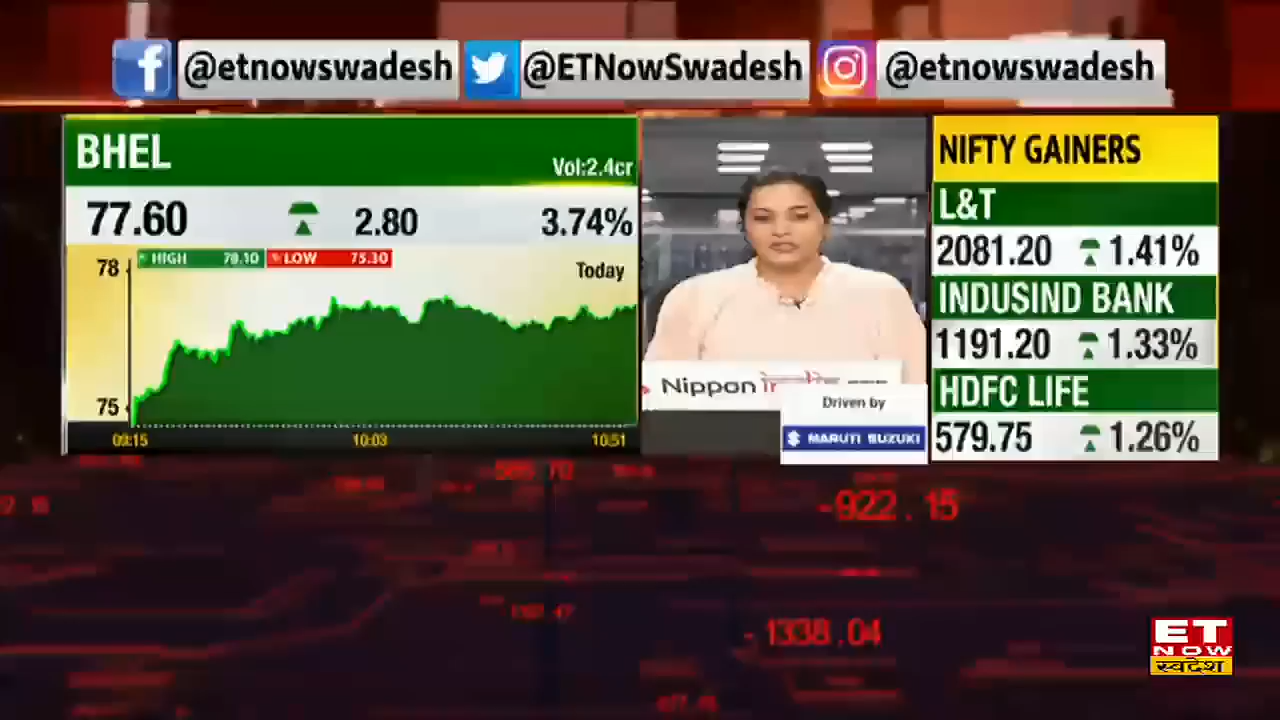 @etnowswadesh @ETNowSwadesh @etnowswadesh
BHEL
Vol:2.4cr
77.60 2.80 3.74%
HIGH 78.10 LOW 75.30
Today
78
75
09:15 10:03 10:51
Nippon
Driven by
MARUTI SUZUKI
NIFTY GAINERS
L&T
2081.20 1.41%
INDUSIND BANK
1191.20 1.33%
HDFC LIFE
579.75 1.26%
-922.15
-1338.04
ET
NOW
स्वदेश